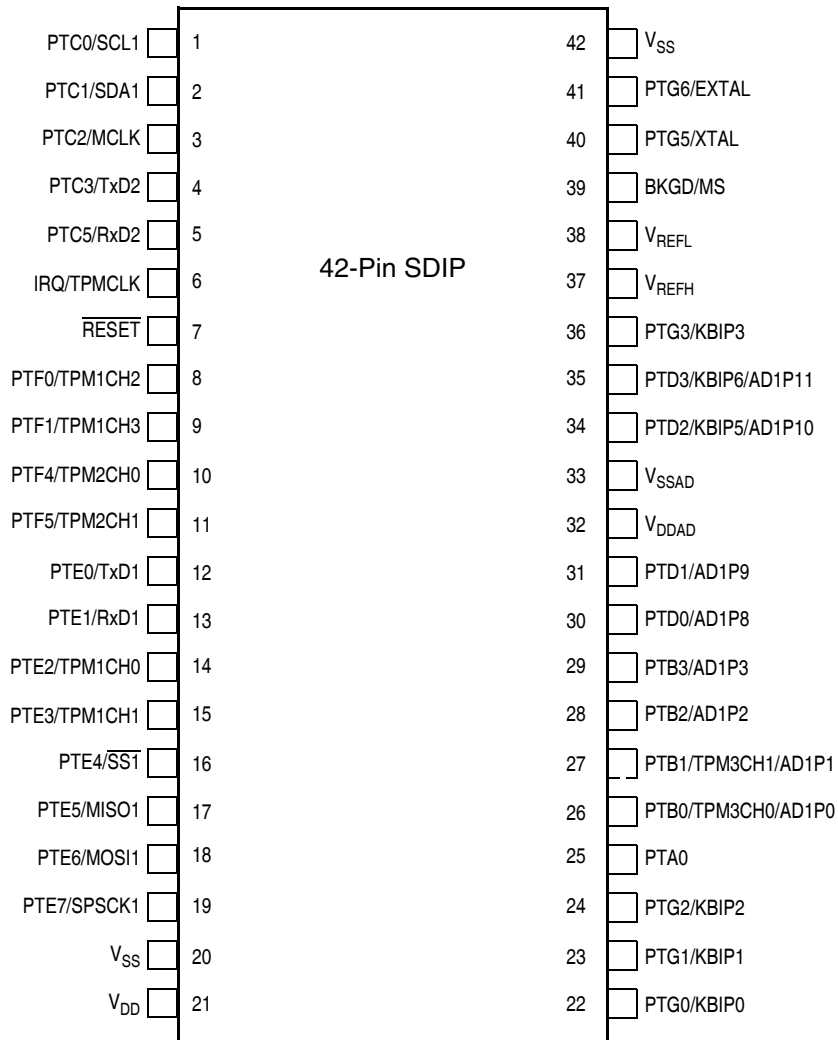 PTC0/SCL1 1 42 VSS
PTC1/SDA1 2 41 PTG6/EXTAL
PTC2/MCLK 3 40 PTG5/XTAL
PTC3/TxD2 4 39 BKGD/MS
PTC5/RxD2 5 38 VREFL
IRQ/TPMCLK 6 42-Pin SDIP 37 VREFH
RESET 7 36 PTG3/KBIP3
PTF0/TPM1CH2 8 35 PTD3/KBIP6/AD1P11
PTF1/TPM1CH3 9 34 PTD2/KBIP5/AD1P10
PTF4/TPM2CH0 10 33 VSSAD
PTF5/TPM2CH1 11 32 VDDAD
PTE0/TxD1 12 31 PTD1/AD1P9
PTE1/RxD1 13 30 PTD0/AD1P8
PTE2/TPM1CH0 14 29 PTB3/AD1P3
PTE3/TPM1CH1 15 28 PTB2/AD1P2
PTE4/SS1 16 27 PTB1/TPM3CH1/AD1P1
PTE5/MISO1 17 26 PTB0/TPM3CH0/AD1P0
PTE6/MOSI1 18 25 PTA0
PTE7/SPSCK1 19 24 PTG2/KBIP2
VSS 20 23 PTG1/KBIP1
VDD 21 22 PTG0/KBIP0